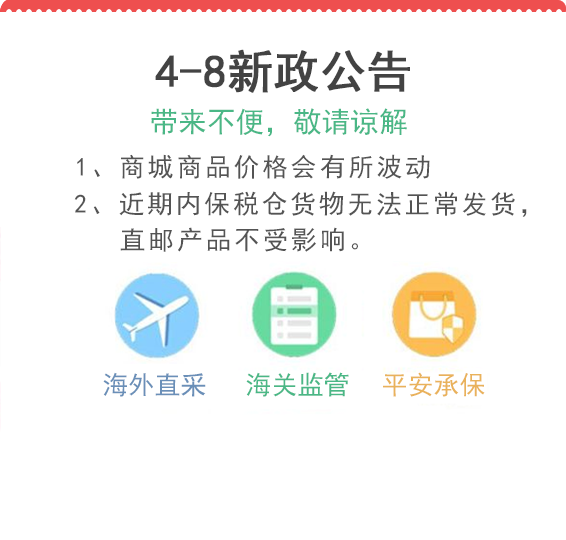 4-8新政公告
带来不便，敬请谅解
1、商城商品价格会有所波动
2、近期内保税仓货物无法正常发货，
直邮产品不受影响。
海外直采 海关监管 平安承保